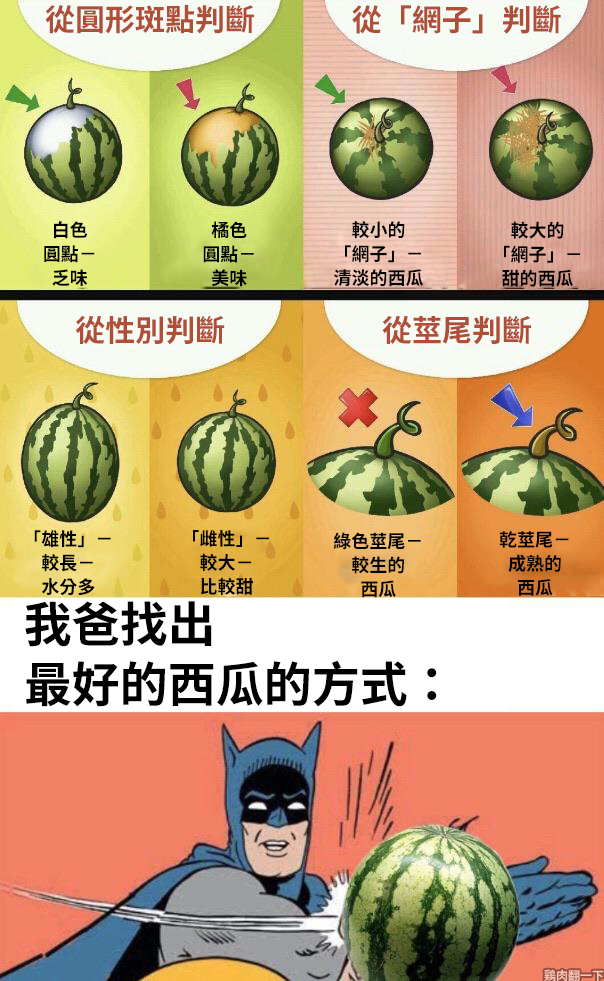 從圓形斑點判斷
從「網子」判斷
白色
圓點－
乏味
橘色
圓點－
美味
較小的
「網子」－
清淡的西瓜
較大的
「網子」－
甜的西瓜
從性別判斷
從莖尾判斷
「雄性」－
較長－
水分多
「雌性」－
較大－
比較甜
綠色莖尾－
較生的
西瓜
乾莖尾－
成熟的
西瓜
我爸找出
最好的西瓜的方式：
雞肉翻一下